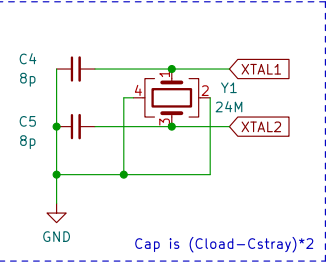 C4
8p
XTAL1
1
4
2
Y1
24M
C5
8p
3
XTAL2
GND
Cap is (Cload-Cstray)*2